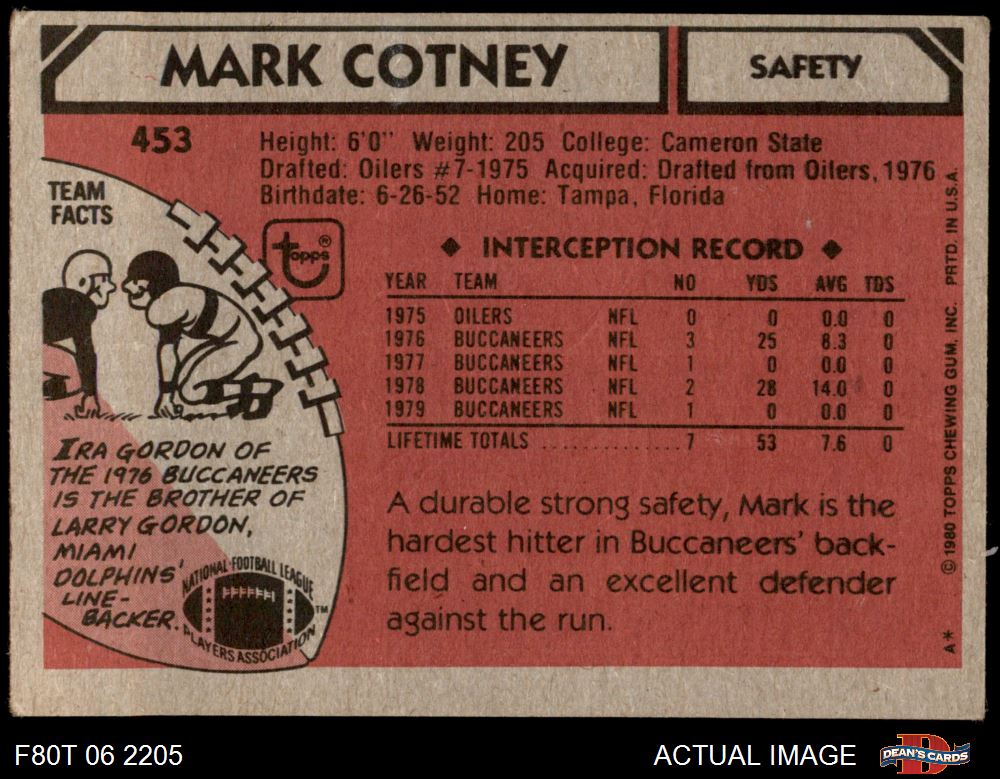 MARK COTNEY
SAFETY
453
Height: 6'0" Weight: 205 College: Cameron State
Drafted: Oilers #7-1975 Acquired: Drafted from Oilers, 1976
Birthdate: 6-26-52 Home: Tampa, Florida
TEAM
FACTS
Topps®
◆ INTERCEPTION RECORD ◆
YEAR TEAM NO YDS AVG TDS
1975 OILERS NFL 0 0 0.0 0
1976 BUCCANEERS NFL 3 25 8.3 0
1977 BUCCANEERS NFL 1 0 0.0 0
1978 BUCCANEERS NFL 2 28 14.0 0
1979 BUCCANEERS NFL 1 0 0.0 0
LIFETIME TOTALS ....................7 53 7.6 0
IRA GORDON OF
THE 1976 BUCCANEERS
IS THE BROTHER OF
LARRY GORDON,
MIAMI
DOLPHINS'
LINE-
BACKER.
NATIONAL FOOTBALL LEAGUE
PLAYERS ASSOCIATION
TM
A durable strong safety, Mark is the
hardest hitter in Buccaneers' back-
field and an excellent defender
against the run.
A* ©1980 TOPPS CHEWING GUM, INC. PRTD. IN U.S.A.
F80T 06 2205
ACTUAL IMAGE
D
DEAN'S CARDS